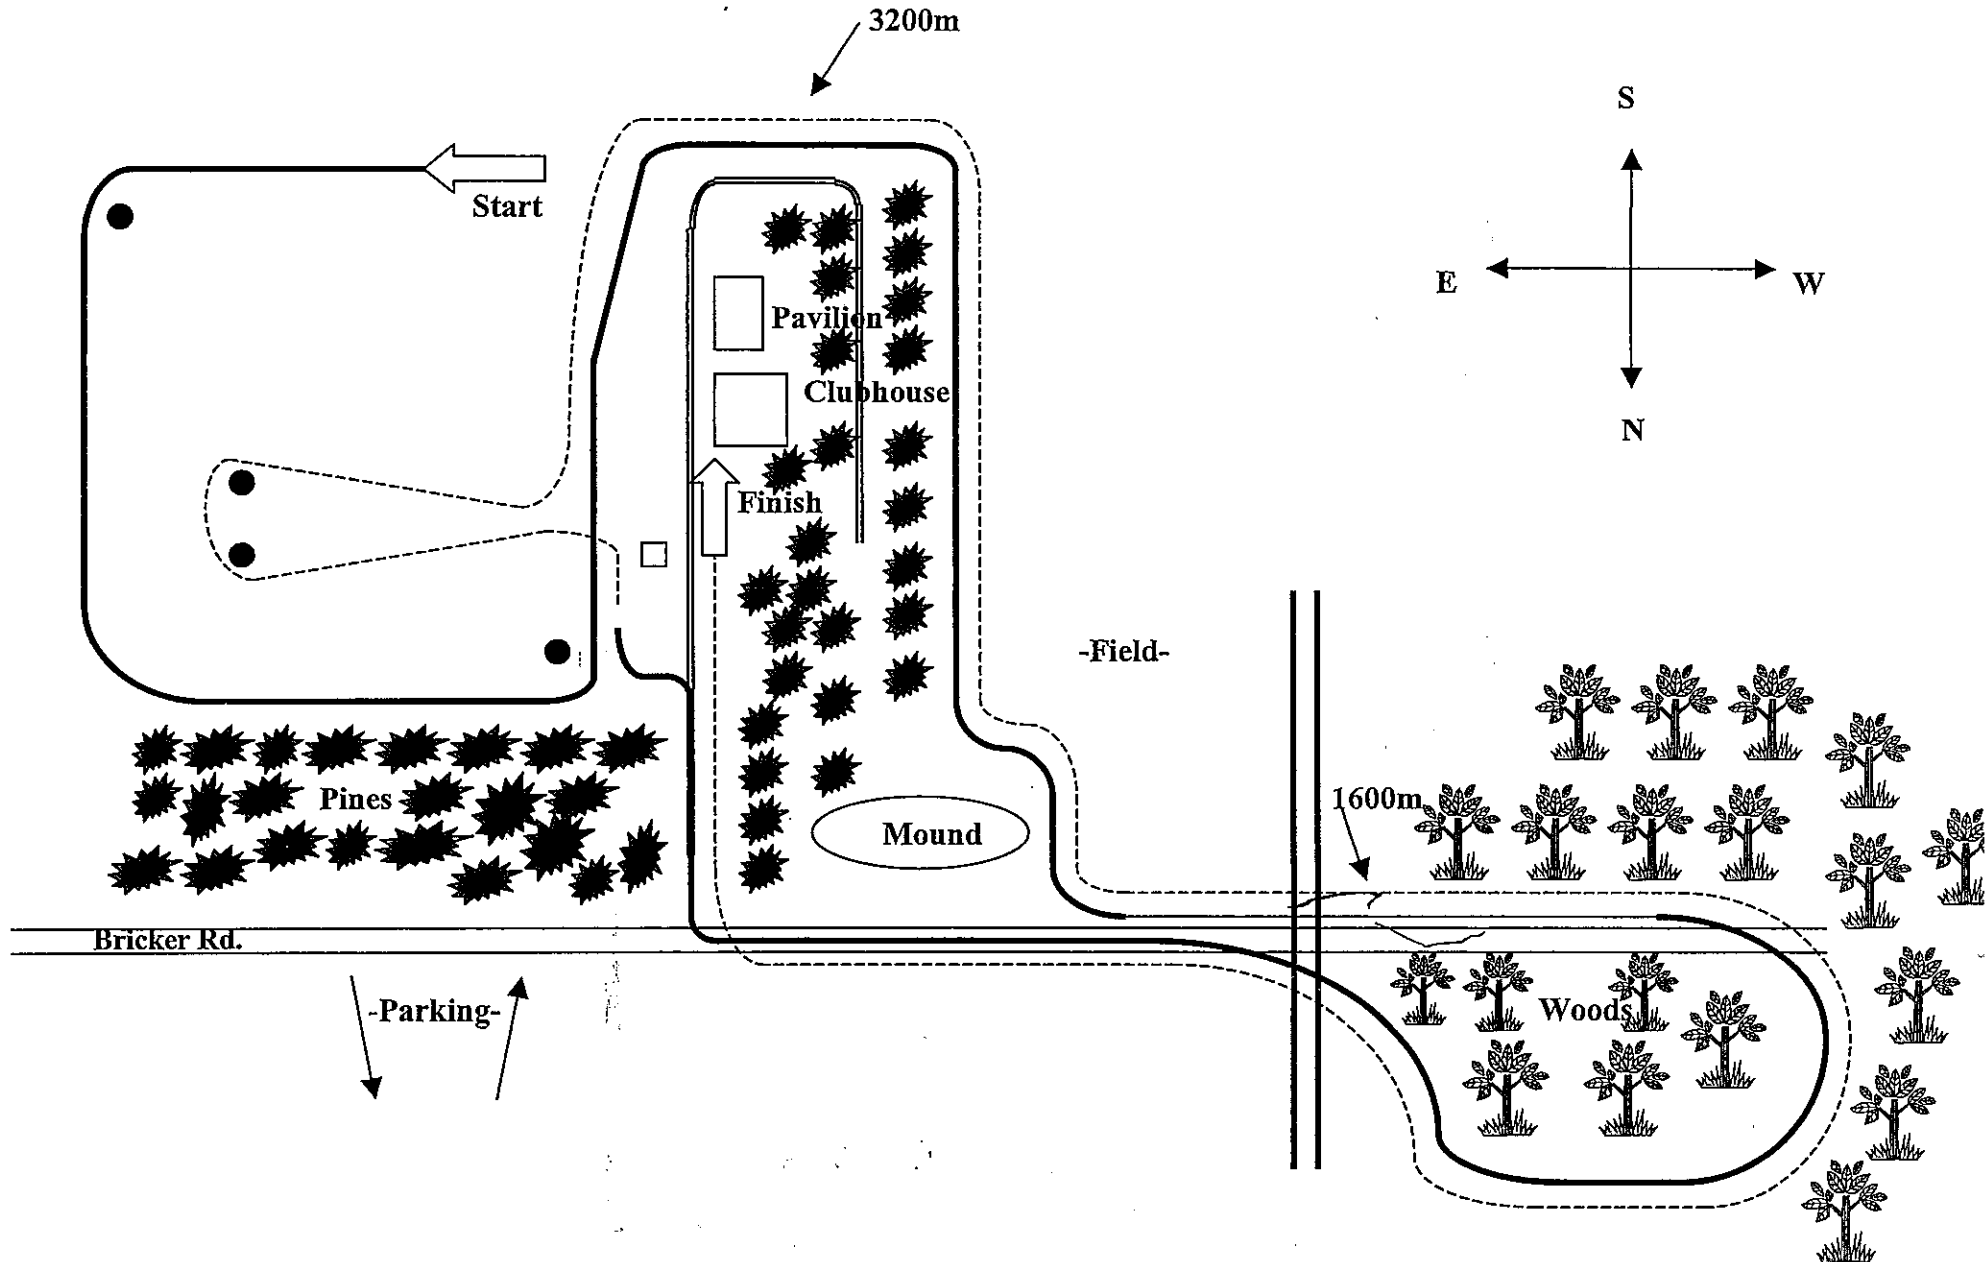 3200m
S
Start
E
W
Pavilion
Clubhouse
N
Finish
-Field-
1600m
Pines
Mound
Bricker Rd.
-Parking-
Woods